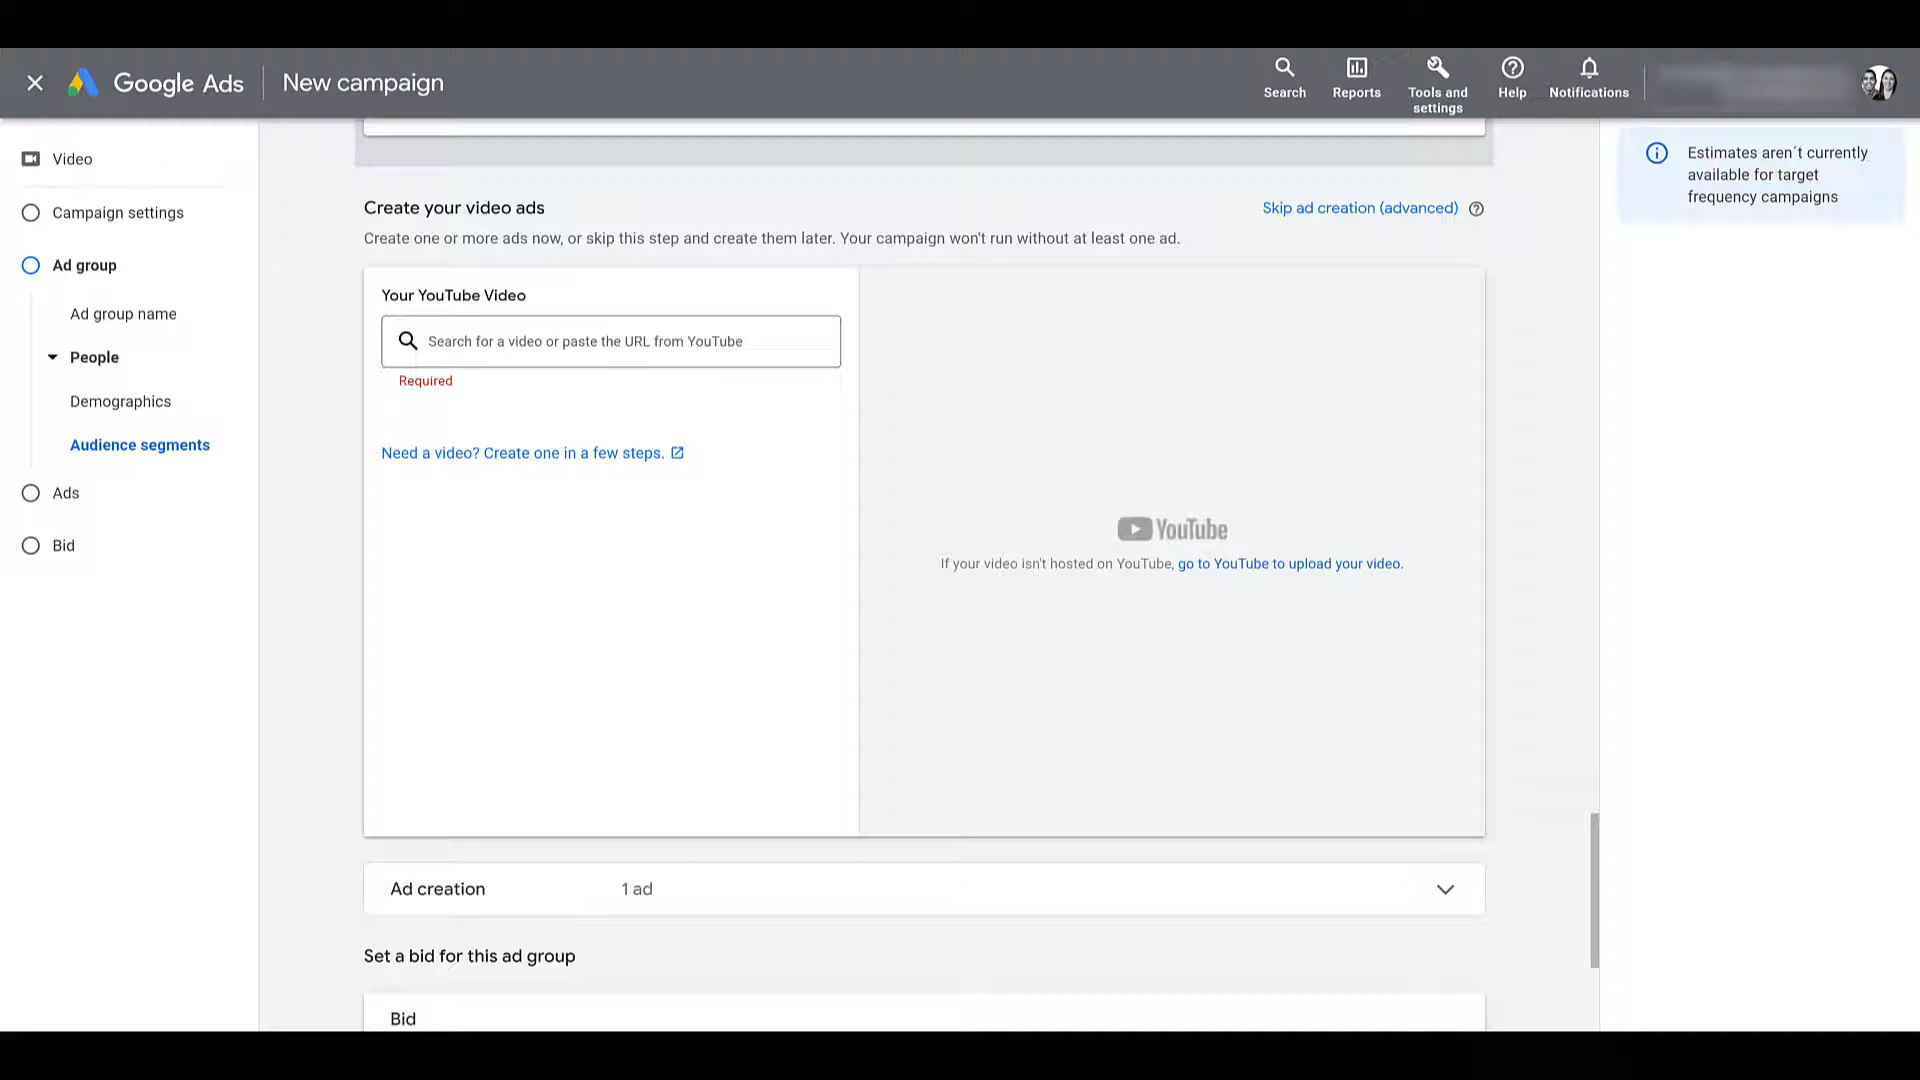 Google Ads
New campaign
Search
Reports
Tools and
settings
Help
Notifications
Video
Campaign settings
Ad group
Ad group name
People
Demographics
Audience segments
Ads
Bid
Create your video ads
Skip ad creation (advanced)
Create one or more ads now, or skip this step and create them later. Your campaign won't run without at least one ad.
Your YouTube Video
Search for a video or paste the URL from YouTube
Required
Need a video? Create one in a few steps.
YouTube
If your video isn't hosted on YouTube, go to YouTube to upload your video.
Ad creation
1 ad
Set a bid for this ad group
Bid
Estimates aren´t currently
available for target
frequency campaigns